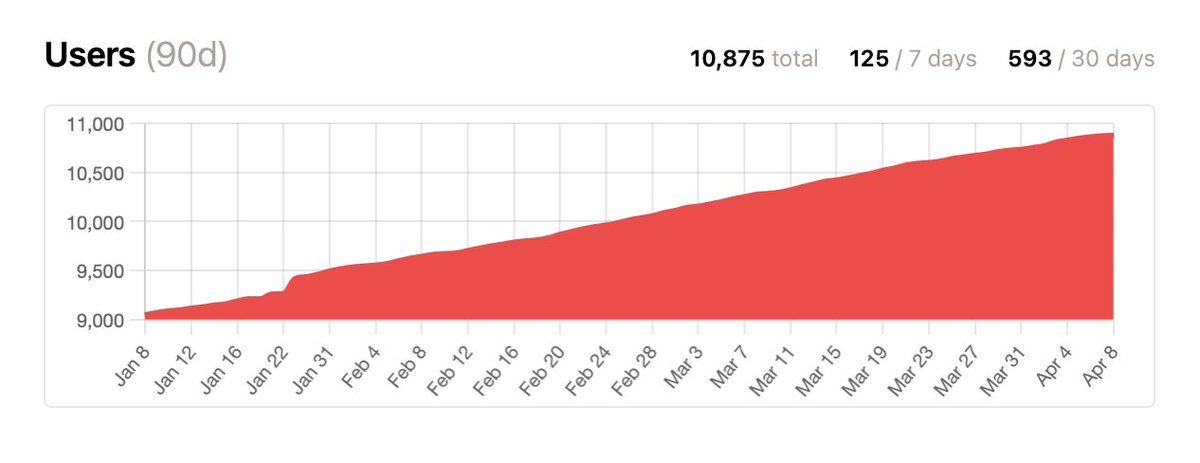 Users (90d)
10,875 total 125 / 7 days 593 / 30 days
11,000
10,500
10,000
9,500
9,000
Jan 8 Jan 12 Jan 16 Jan 22 Jan 31 Feb 4 Feb 8 Feb 12 Feb 16 Feb 20 Feb 24 Feb 28 Mar 3 Mar 7 Mar 11 Mar 15 Mar 19 Mar 23 Mar 27 Mar 31 Apr 4 Apr 8